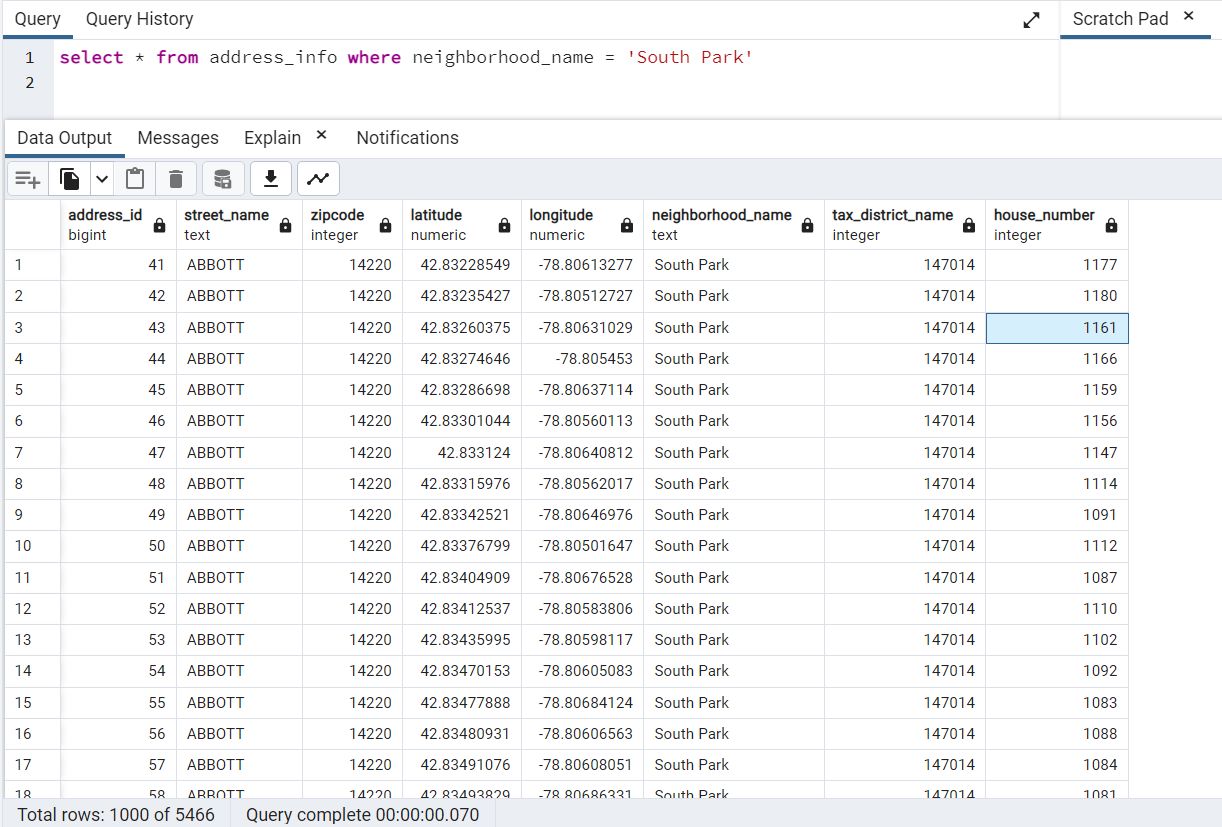 Query Query History Scratch Pad
1 select * from address_info where neighborhood_name = 'South Park'
2
Data Output Messages Explain Notifications
address_id street_name zipcode latitude longitude neighborhood_name tax_district_name house_number
bigint text integer numeric numeric text integer integer
1 41 ABBOTT 14220 42.83228549 -78.80613277 South Park 147014 1177
2 42 ABBOTT 14220 42.83235427 -78.80512727 South Park 147014 1180
3 43 ABBOTT 14220 42.83260375 -78.80631029 South Park 147014 1161
4 44 ABBOTT 14220 42.83274646 -78.805453 South Park 147014 1166
5 45 ABBOTT 14220 42.83286698 -78.80637114 South Park 147014 1159
6 46 ABBOTT 14220 42.83301044 -78.80560113 South Park 147014 1156
7 47 ABBOTT 14220 42.833124 -78.80640812 South Park 147014 1147
8 48 ABBOTT 14220 42.83315976 -78.80562017 South Park 147014 1114
9 49 ABBOTT 14220 42.83342521 -78.80646976 South Park 147014 1091
10 50 ABBOTT 14220 42.83376799 -78.80501647 South Park 147014 1112
11 51 ABBOTT 14220 42.83404909 -78.80676528 South Park 147014 1087
12 52 ABBOTT 14220 42.83412537 -78.80583806 South Park 147014 1110
13 53 ABBOTT 14220 42.83435995 -78.80598117 South Park 147014 1102
14 54 ABBOTT 14220 42.83470153 -78.80605083 South Park 147014 1092
15 55 ABBOTT 14220 42.83477888 -78.80684124 South Park 147014 1083
16 56 ABBOTT 14220 42.83480931 -78.80606563 South Park 147014 1088
17 57 ABBOTT 14220 42.83491076 -78.80608051 South Park 147014 1084
18 58 ABBOTT 14220 42.83493829 -78.80686331 South Park 147014 1081
Total rows: 1000 of 5466 Query complete 00:00:00.070